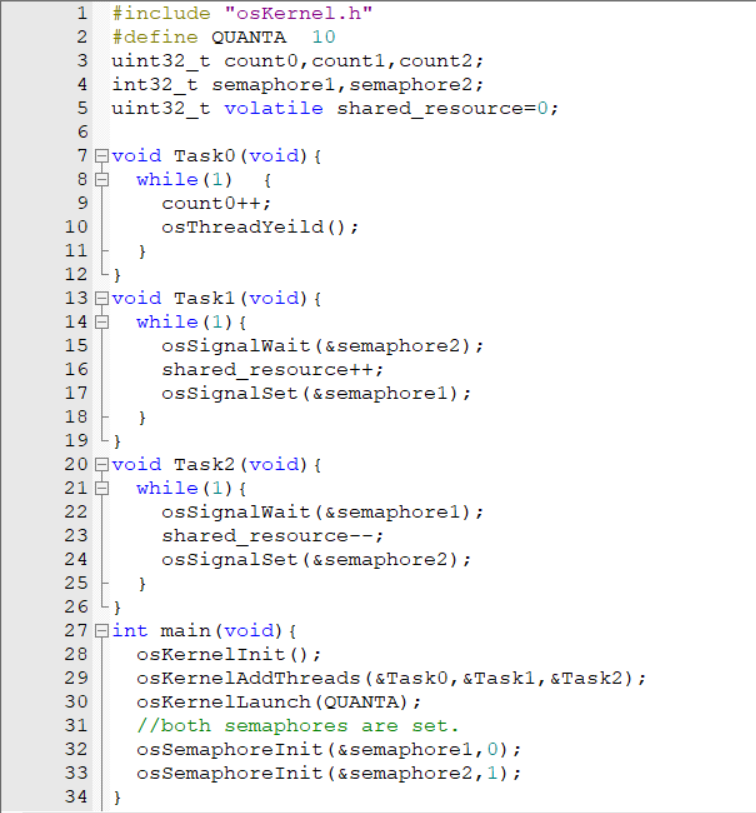 1 #include "osKernel.h"
2 #define QUANTA  10
3 uint32_t count0,count1,count2;
4 int32_t semaphore1,semaphore2;
5 uint32_t volatile shared_resource=0;
6
7 void Task0(void){
8   while(1)  {
9     count0++;
10     osThreadYeild();
11   }
12 }
13 void Task1(void){
14   while(1){
15     osSignalWait(&semaphore2);
16     shared_resource++;
17     osSignalSet(&semaphore1);
18   }
19 }
20 void Task2(void){
21   while(1){
22     osSignalWait(&semaphore1);
23     shared_resource--;
24     osSignalSet(&semaphore2);
25   }
26 }
27 int main(void){
28   osKernelInit();
29   osKernelAddThreads(&Task0,&Task1,&Task2);
30   osKernelLaunch(QUANTA);
31   //both semaphores are set.
32   osSemaphoreInit(&semaphore1,0);
33   osSemaphoreInit(&semaphore2,1);
34 }